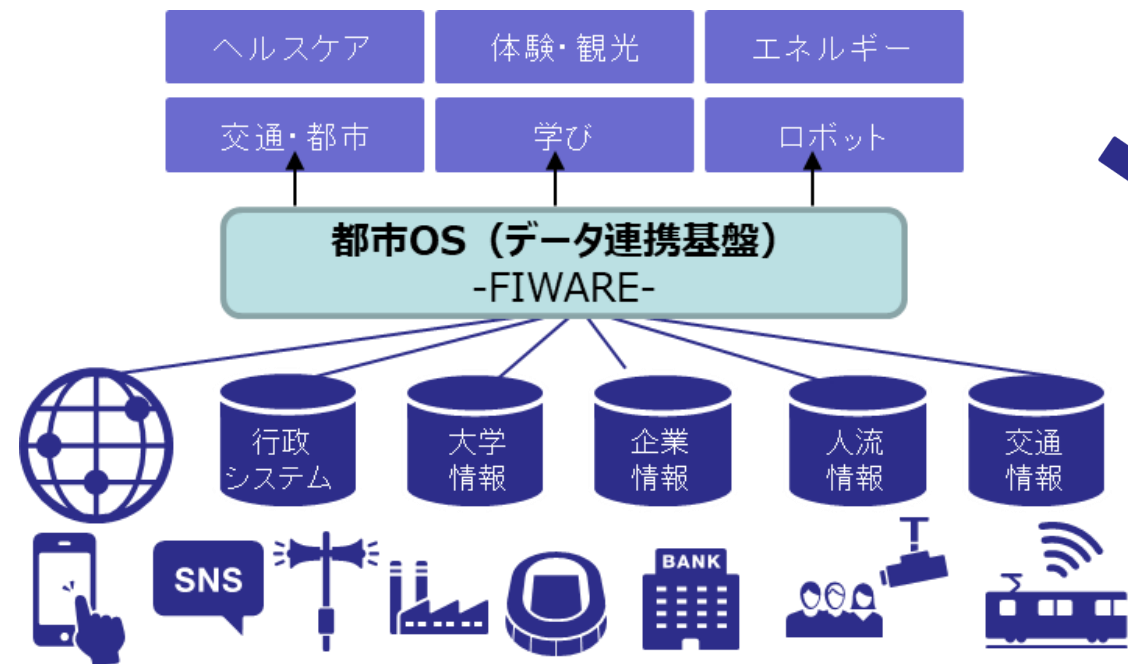 ヘルスケア
体験・観光
エネルギー
交通・都市
学び
ロボット
都市OS（データ連携基盤）
-FIWARE-
行政
システム
大学
情報
企業
情報
人流
情報
交通
情報
SNS
BANK